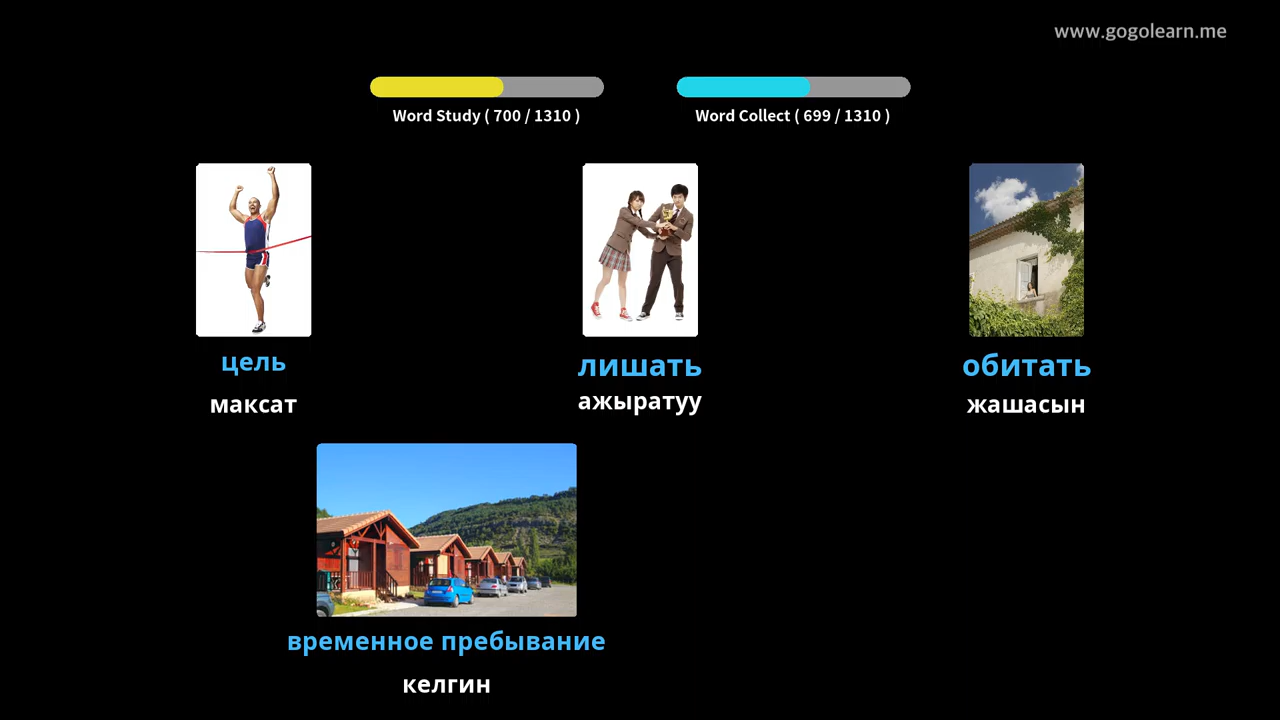 www.gogolearn.me
Word Study ( 700 / 1310 )
Word Collect ( 699 / 1310 )
цель
лишать
обитать
максат
ажыратуу
жашасын
временное пребывание
келгин